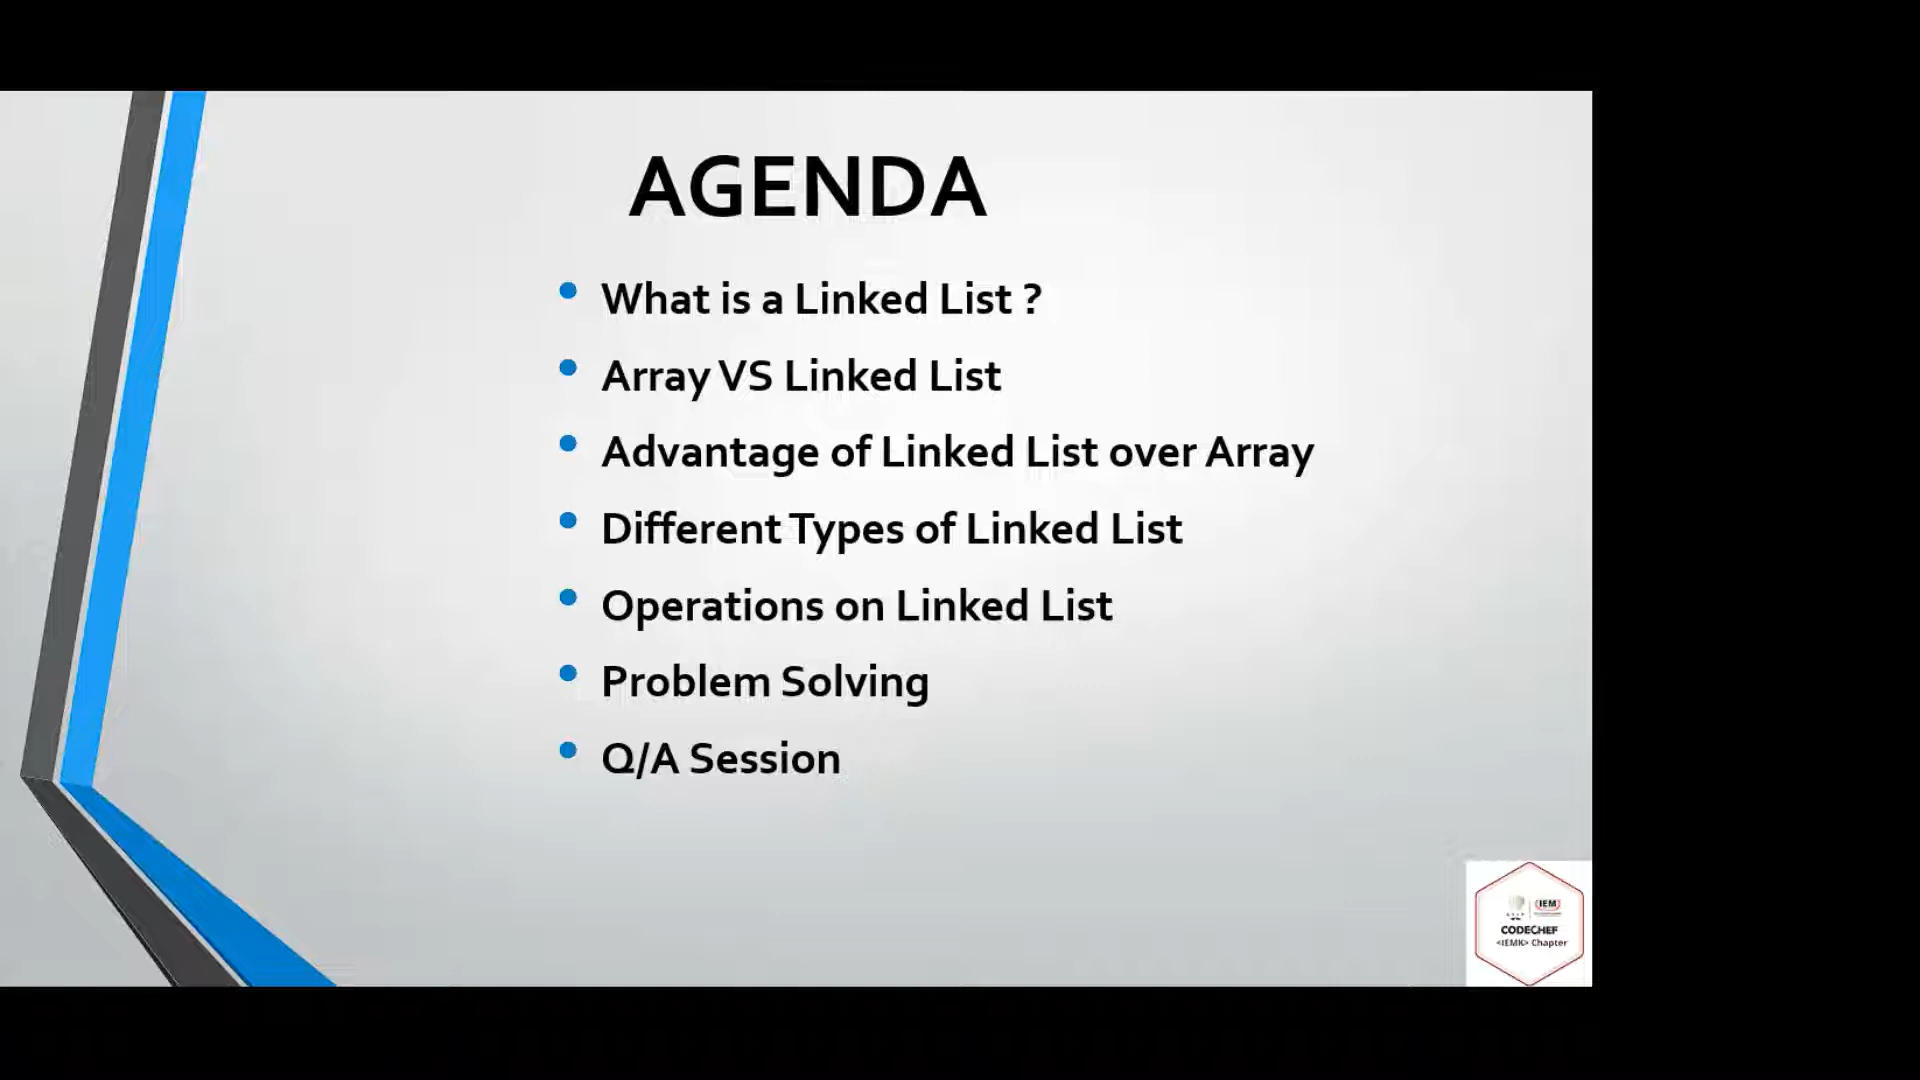 AGENDA
What is a Linked List ?
Array VS Linked List
Advantage of Linked List over Array
Different Types of Linked List
Operations on Linked List
Problem Solving
Q/A Session
IEM
CODECHEF
<IEMK> Chapter